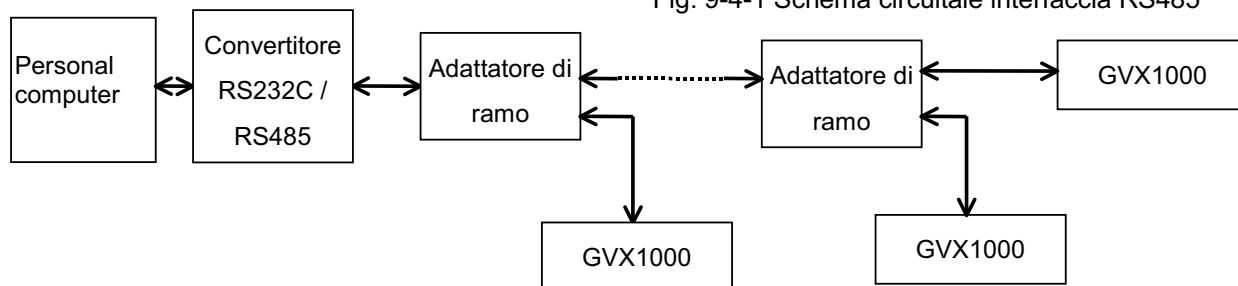 Fig. 9-4-1 Schema circuitale interfaccia RS485
Personal
computer
Convertitore
RS232C /
RS485
Adattatore di
ramo
Adattatore di
ramo
GVX1000
GVX1000
GVX1000